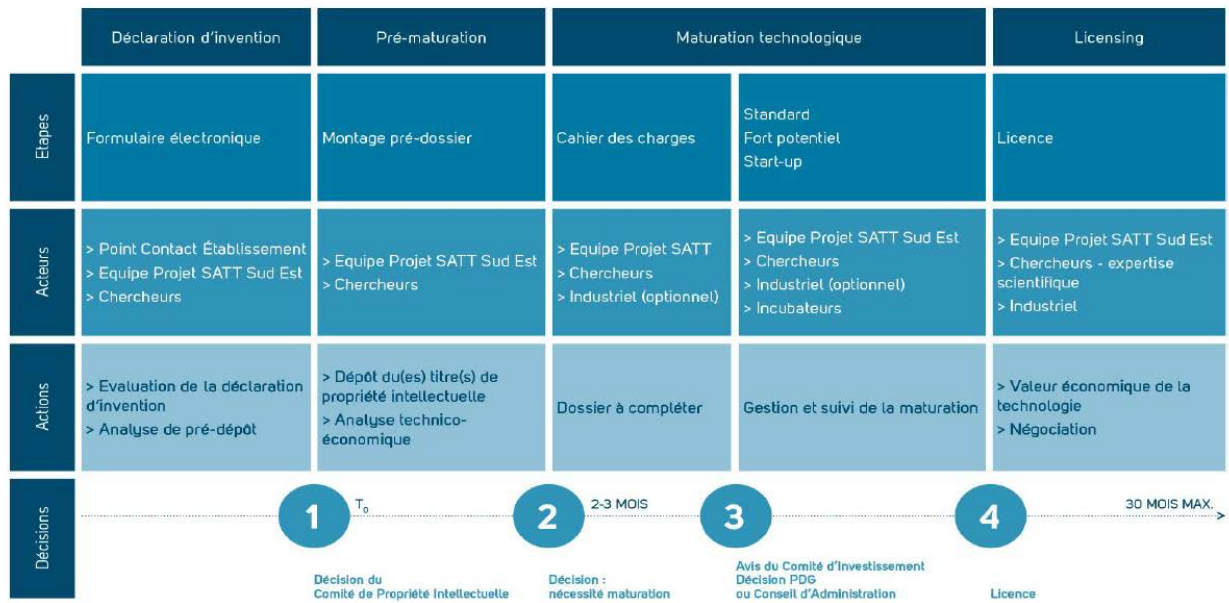 Déclaration d'invention
Pré-maturation
Maturation technologique
Licensing
Etapes
Formulaire électronique
Montage pré-dossier
Cahier des charges
Standard
Fort potentiel
Start-up
Licence
Acteurs
> Point Contact Établissement
> Equipe Projet SATT Sud Est
> Chercheurs
> Equipe Projet SATT Sud Est
> Chercheurs
> Equipe Projet SATT
> Chercheurs
> Industriel (optionnel)
> Equipe Projet SATT Sud Est
> Chercheurs
> Industriel (optionnel)
> Incubateurs
> Equipe Projet SATT Sud Est
> Chercheurs - expertise
scientifique
> Industriel
Actions
> Evaluation de la déclaration
d'invention
> Analyse de pré-dépôt
> Dépôt du(es) titre(s) de
propriété intellectuelle
> Analyse technico-
économique
Dossier à compléter
Gestion et suivi de la maturation
> Valeur économique de la
technologie
> Négociation
Décisions
1
T0
2
2-3 MOIS
3
4
30 MOIS MAX.
Décision du
Comité de Propriété Intellectuelle
Décision :
nécessité maturation
Avis du Comité d'Investissement
Décision PDG
ou Conseil d'Administration
Licence